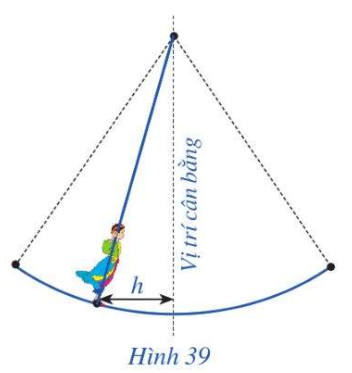 Vị trí cân bằng
h
Hình 39